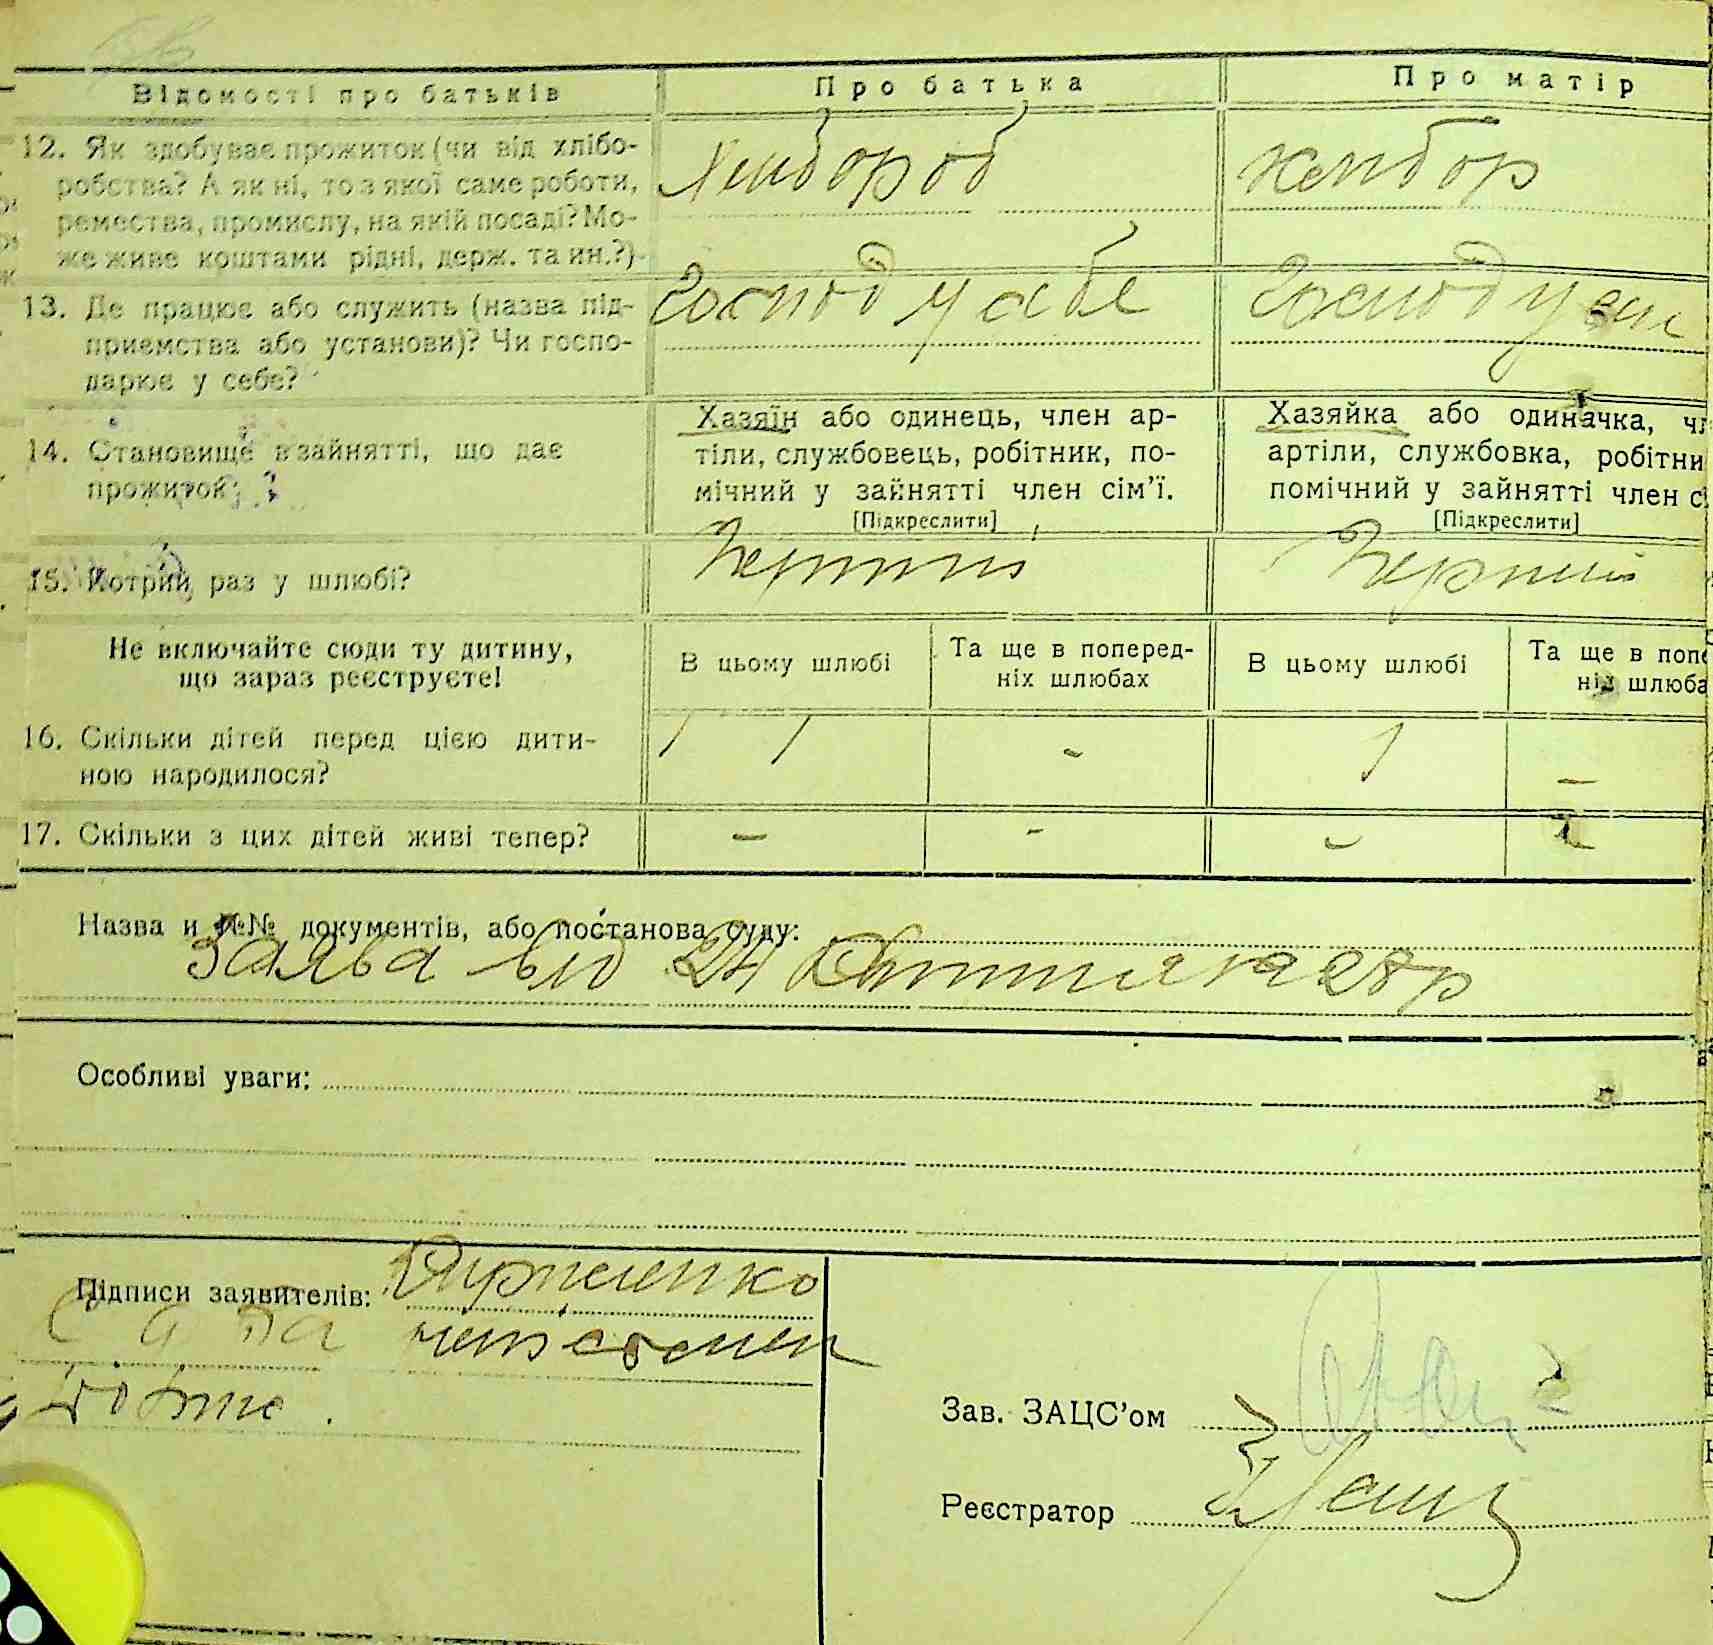 Відомості про батьків Про батька Про матір
12. Як здобуває прожиток (чи від хлібо-
робства? А як ні, то з якої саме роботи,
ремества, промислу, на якій посаді? Мо-
же живе коштами рідні, держ. та ин.?)
Хлибороб хлибор
13. Де працює або служить (назва під-
приємства або установи)? Чи госпо-
дарює у себе?
Господ у себе Господ у
14. Становище в зайнятті, що дає
прожиток:
Хазяїн або одинець, член ар-
тіли, службовець, робітник, по-
мічний у зайнятті член сім'ї.
[Підкреслити]
Хазяйка або одиначка, чл
артіли, службовка, робітни
помічний у зайнятті член с
[Підкреслити]
15. Котрий раз у шлюбі? Перший Перший
Не включайте сюди ту дитину,
що зараз реєструєте!
В цьому шлюбі
Та ще в поперед-
ніх шлюбах
В цьому шлюбі
Та ще в попе
ніх шлюба
16. Скільки дітей перед цією дити-
ною народилося?
1 - 1 -
17. Скільки з цих дітей живі тепер? - - - -
Назва и №№ документів, або постанова суду:
Заява від 24 28 р
Особливі уваги:
Підписи заявителів:
Зав. ЗАЦС'ом
Реєстратор